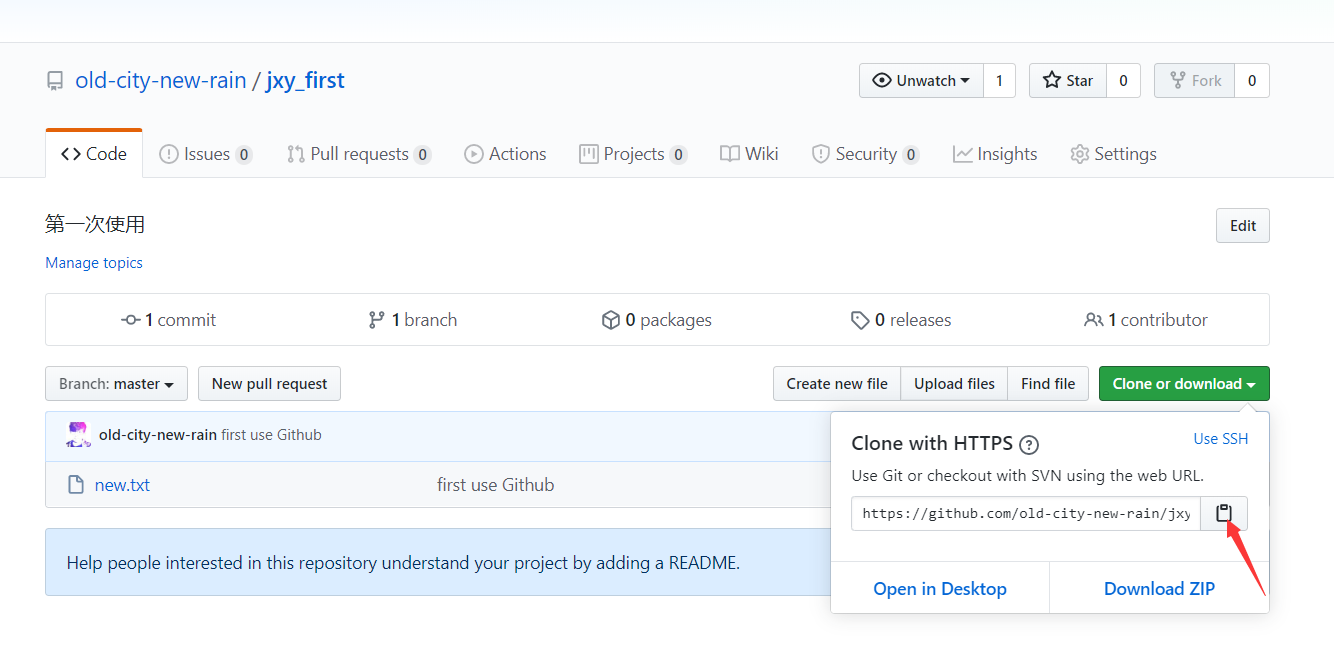 old-city-new-rain / jxy_first
Unwatch 1 Star 0 Fork 0
Code Issues 0 Pull requests 0 Actions Projects 0 Wiki Security 0 Insights Settings
第一次使用
Edit
Manage topics
1 commit 1 branch 0 packages 0 releases 1 contributor
Branch: master New pull request Create new file Upload files Find file Clone or download
old-city-new-rain first use Github
new.txt first use Github
Help people interested in this repository understand your project by adding a README.
Clone with HTTPS ? Use SSH
Use Git or checkout with SVN using the web URL.
https://github.com/old-city-new-rain/jxy
Open in Desktop Download ZIP